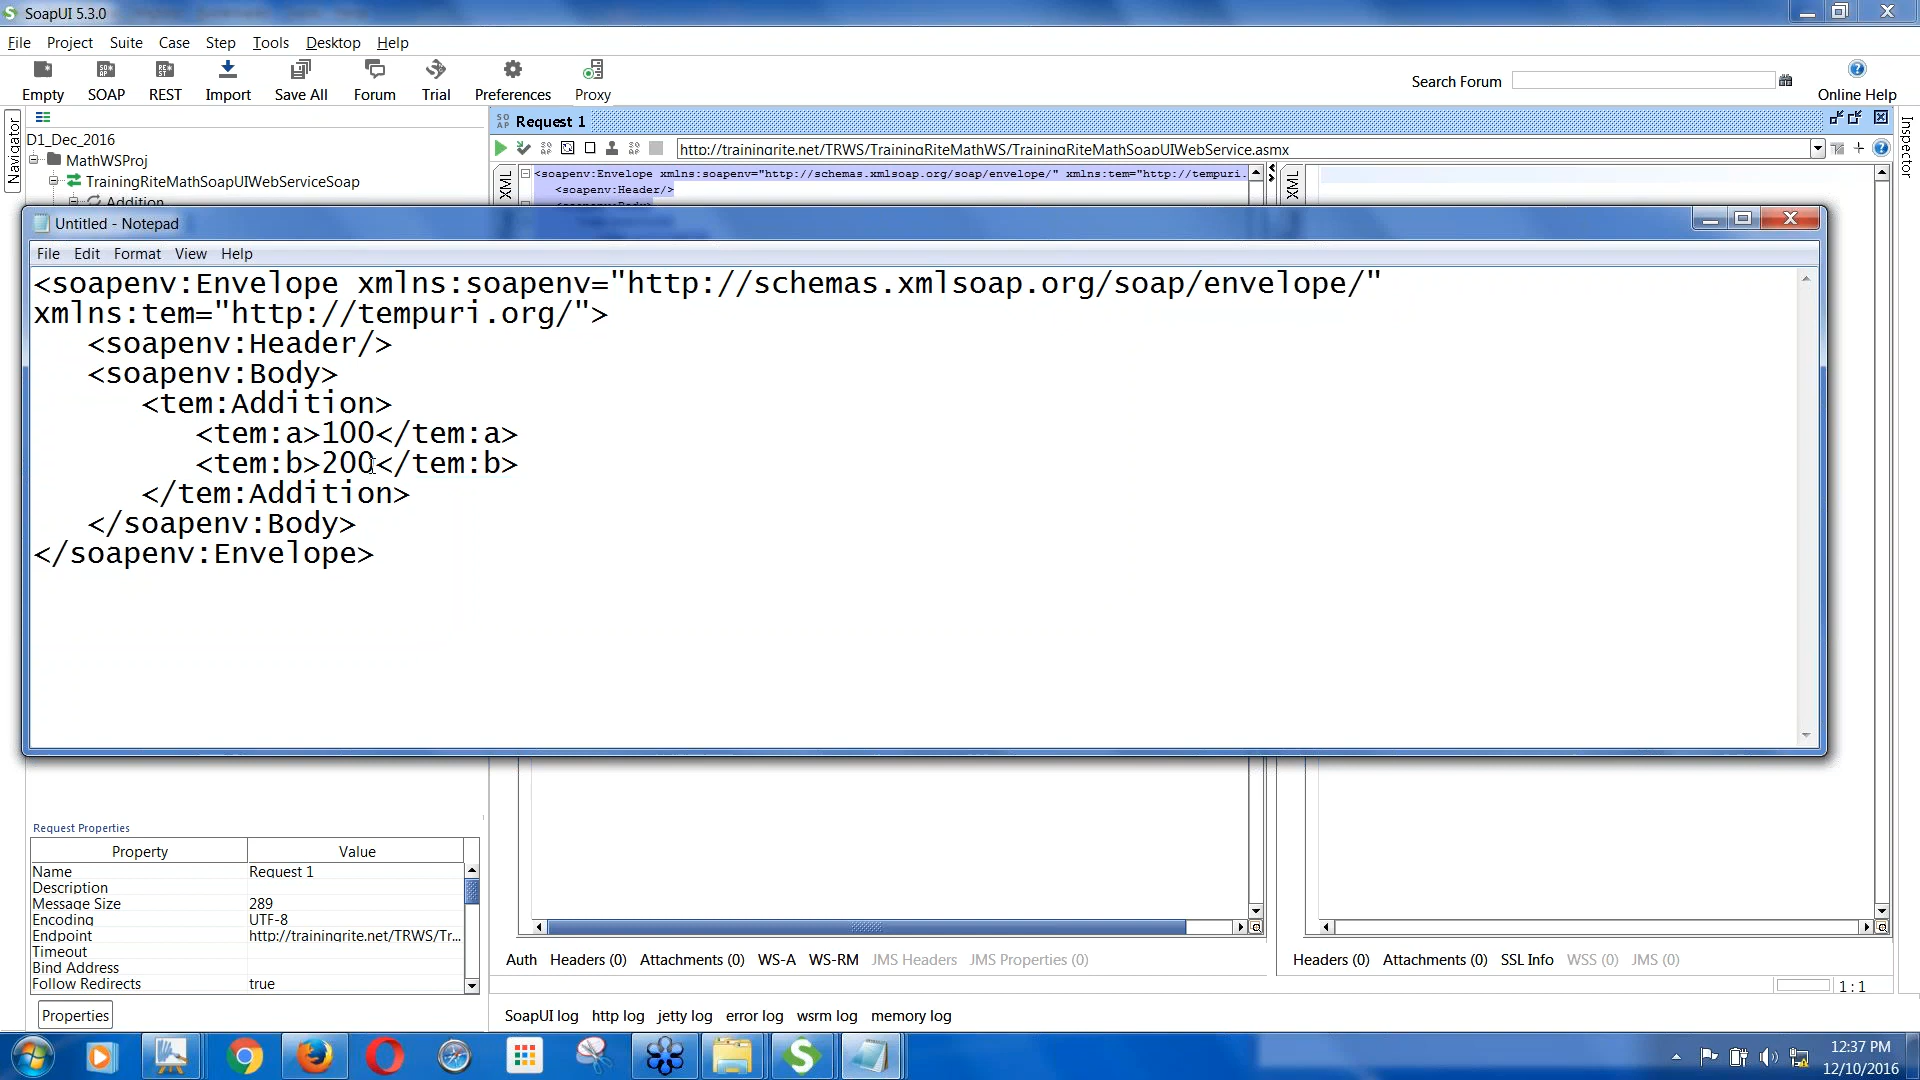 SoapUI 5.3.0
File Project Suite Case Step Tools Desktop Help
Empty SOAP REST Import Save All Forum Trial Preferences Proxy
Search Forum
Online Help
Navigator
D1_Dec_2016
MathWSProj
TrainingRiteMathSoapUIWebServiceSoap
Addition
Request 1
http://trainingrite.net/TRWS/TrainingRiteMathWS/TrainingRiteMathSoapUIWebService.asmx
Inspector
XML
<soapenv:Envelope xmlns:soapenv="http://schemas.xmlsoap.org/soap/envelope/" xmlns:tem="http://tempuri.
<soapenv:Header/>
XML
Untitled - Notepad
File Edit Format View Help
<soapenv:Envelope xmlns:soapenv="http://schemas.xmlsoap.org/soap/envelope/"
xmlns:tem="http://tempuri.org/">
<soapenv:Header/>
<soapenv:Body>
<tem:Addition>
<tem:a>100</tem:a>
<tem:b>200</tem:b>
</tem:Addition>
</soapenv:Body>
</soapenv:Envelope>
Request Properties
Property Value
Name Request 1
Description
Message Size 289
Encoding UTF-8
Endpoint http://trainingrite.net/TRWS/Tr...
Timeout
Bind Address
Follow Redirects true
Properties
Auth Headers (0) Attachments (0) WS-A WS-RM JMS Headers JMS Properties (0)
Headers (0) Attachments (0) SSL Info WSS (0) JMS (0)
1 : 1
SoapUI log http log jetty log error log wsrm log memory log
12:37 PM
12/10/2016